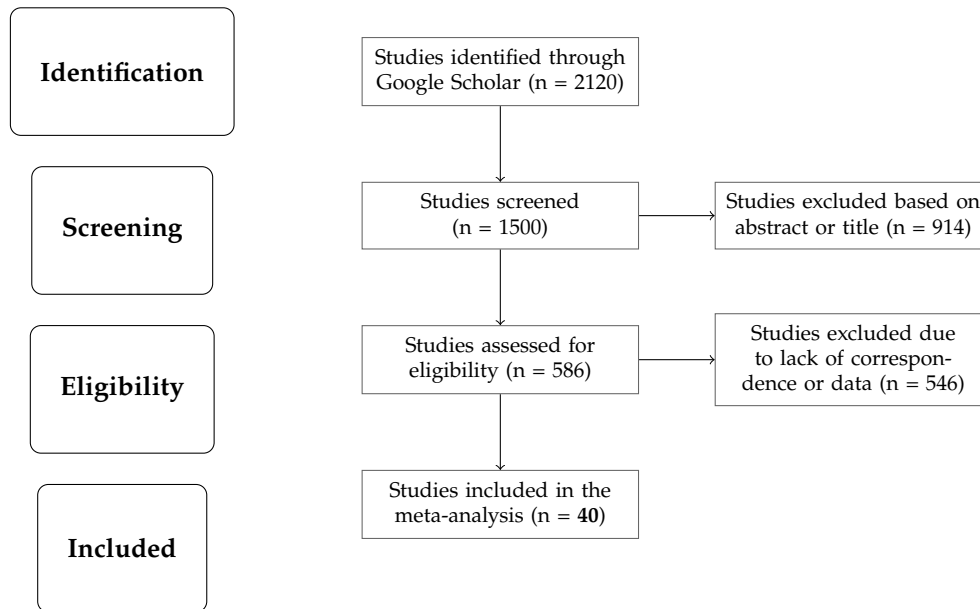 Identification
Studies identified through
Google Scholar (n = 2120)
Screening
Studies screened
(n = 1500)
Studies excluded based on
abstract or title (n = 914)
Eligibility
Studies assessed for
eligibility (n = 586)
Studies excluded due
to lack of correspon-
dence or data (n = 546)
Included
Studies included in the
meta-analysis (n = 40)